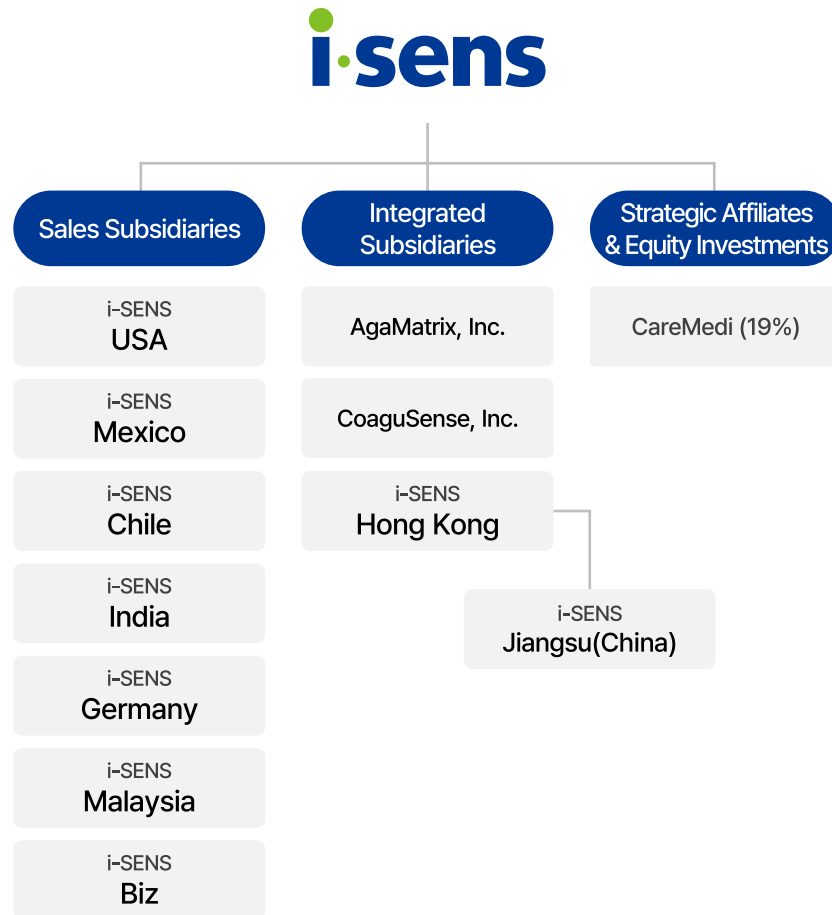 i·sens
Sales Subsidiaries
i-SENS
USA
i-SENS
Mexico
i-SENS
Chile
i-SENS
India
i-SENS
Germany
i-SENS
Malaysia
i-SENS
Biz
Integrated
Subsidiaries
AgaMatrix, Inc.
CoaguSense, Inc.
i-SENS
Hong Kong
i-SENS
Jiangsu(China)
Strategic Affiliates
& Equity Investments
CareMedi (19%)